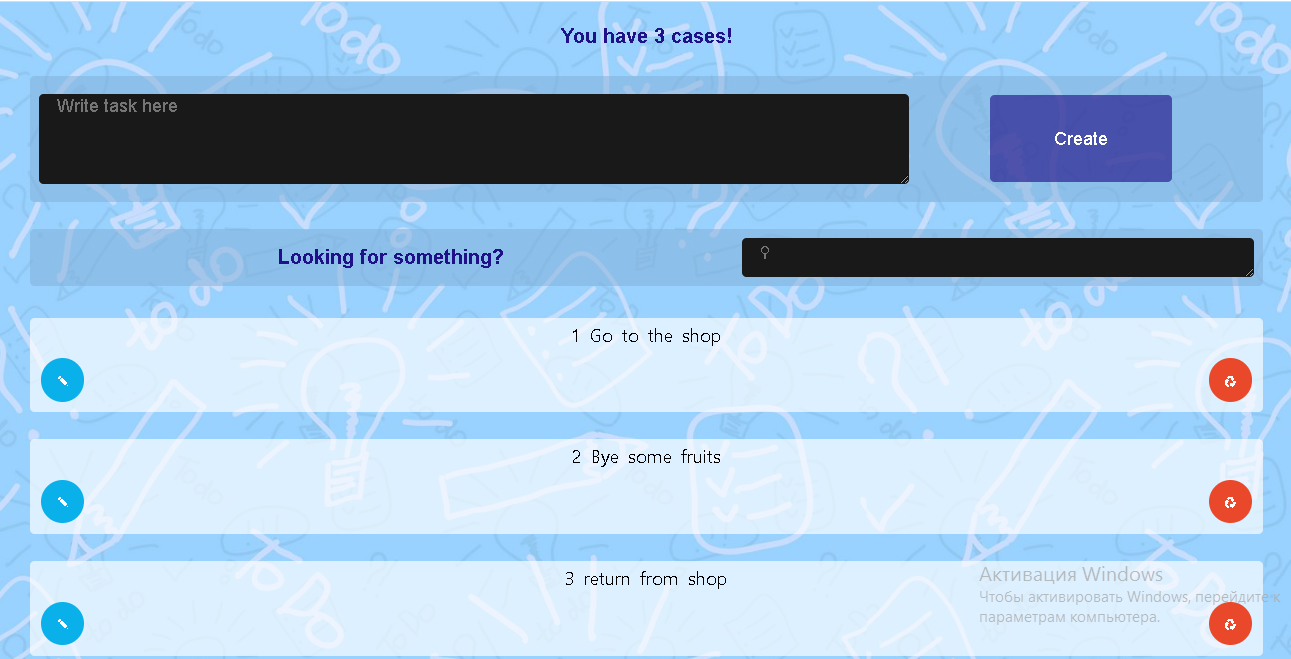 You have 3 cases!
Write task here
Create
Looking for something?
1 Go to the shop
2 Bye some fruits
3 return from shop
Активация Windows
Чтобы активировать Windows, перейдите к
параметрам компьютера.